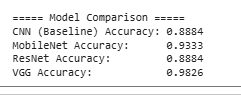 ===== Model Comparison =====
CNN (Baseline) Accuracy: 0.8884
MobileNet Accuracy: 0.9333
ResNet Accuracy: 0.8884
VGG Accuracy: 0.9826